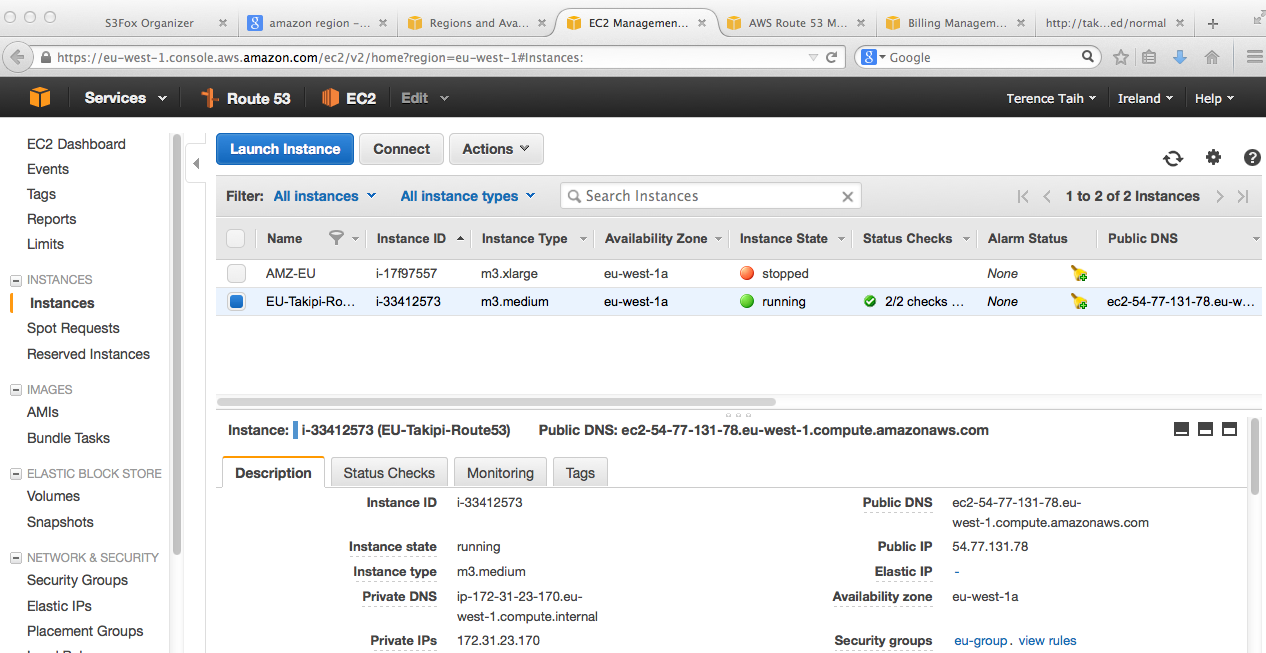 S3Fox Organizer
amazon region –...
Regions and Ava...
EC2 Managemen...
AWS Route 53 M...
Billing Managem...
http://tak...ed/normal
https://eu-west-1.console.aws.amazon.com/ec2/v2/home?region=eu-west-1#Instances:
Google
Services
Route 53
EC2
Edit
Terence Taih
Ireland
Help
EC2 Dashboard
Events
Tags
Reports
Limits
INSTANCES
Instances
Spot Requests
Reserved Instances
IMAGES
AMIs
Bundle Tasks
ELASTIC BLOCK STORE
Volumes
Snapshots
NETWORK & SECURITY
Security Groups
Elastic IPs
Placement Groups
Launch Instance Connect Actions
Filter: All instances All instance types Search Instances 1 to 2 of 2 Instances
Name Instance ID Instance Type Availability Zone Instance State Status Checks Alarm Status Public DNS
AMZ-EU i-17f97557 m3.xlarge eu-west-1a stopped None
EU-Takipi-Ro... i-33412573 m3.medium eu-west-1a running 2/2 checks ... None ec2-54-77-131-78.eu-w...
Instance: i-33412573 (EU-Takipi-Route53) Public DNS: ec2-54-77-131-78.eu-west-1.compute.amazonaws.com
Description Status Checks Monitoring Tags
Instance ID i-33412573
Instance state running
Instance type m3.medium
Private DNS ip-172-31-23-170.eu-
west-1.compute.internal
Private IPs 172.31.23.170
Public DNS ec2-54-77-131-78.eu-
west-1.compute.amazonaws.com
Public IP 54.77.131.78
Elastic IP -
Availability zone eu-west-1a
Security groups eu-group. view rules